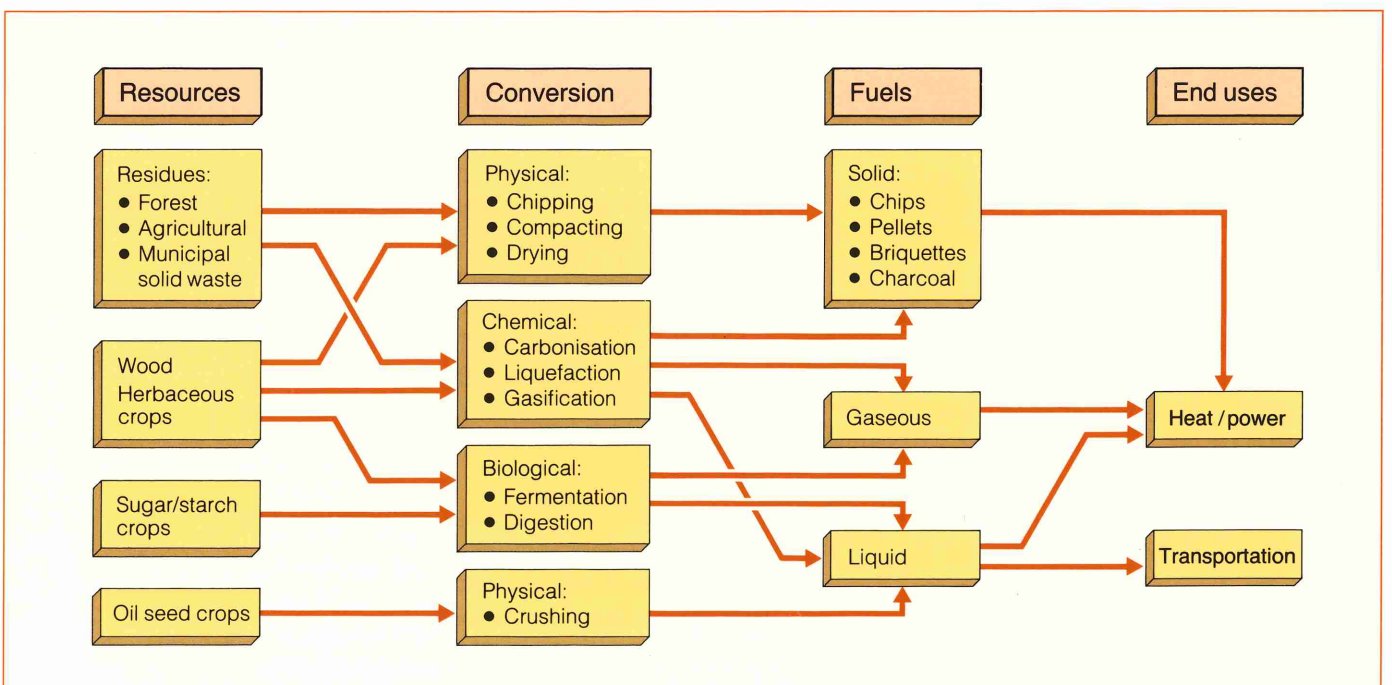 Resources
Conversion
Fuels
End uses
Residues:
● Forest
● Agricultural
● Municipal
solid waste
Wood
Herbaceous
crops
Sugar/starch
crops
Oil seed crops
Physical:
● Chipping
● Compacting
● Drying
Chemical:
● Carbonisation
● Liquefaction
● Gasification
Biological:
● Fermentation
● Digestion
Physical:
● Crushing
Solid:
● Chips
● Pellets
● Briquettes
● Charcoal
Gaseous
Liquid
Heat/power
Transportation